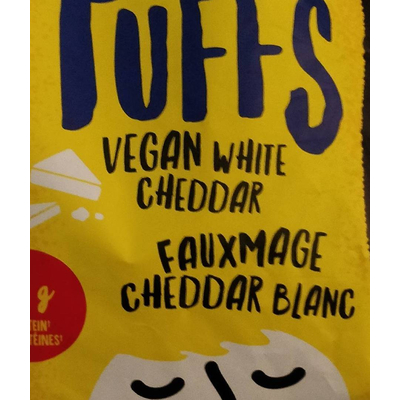 PUFFS
VEGAN WHITE
CHEDDAR
FAUXMAGE
CHEDDAR BLANC
g